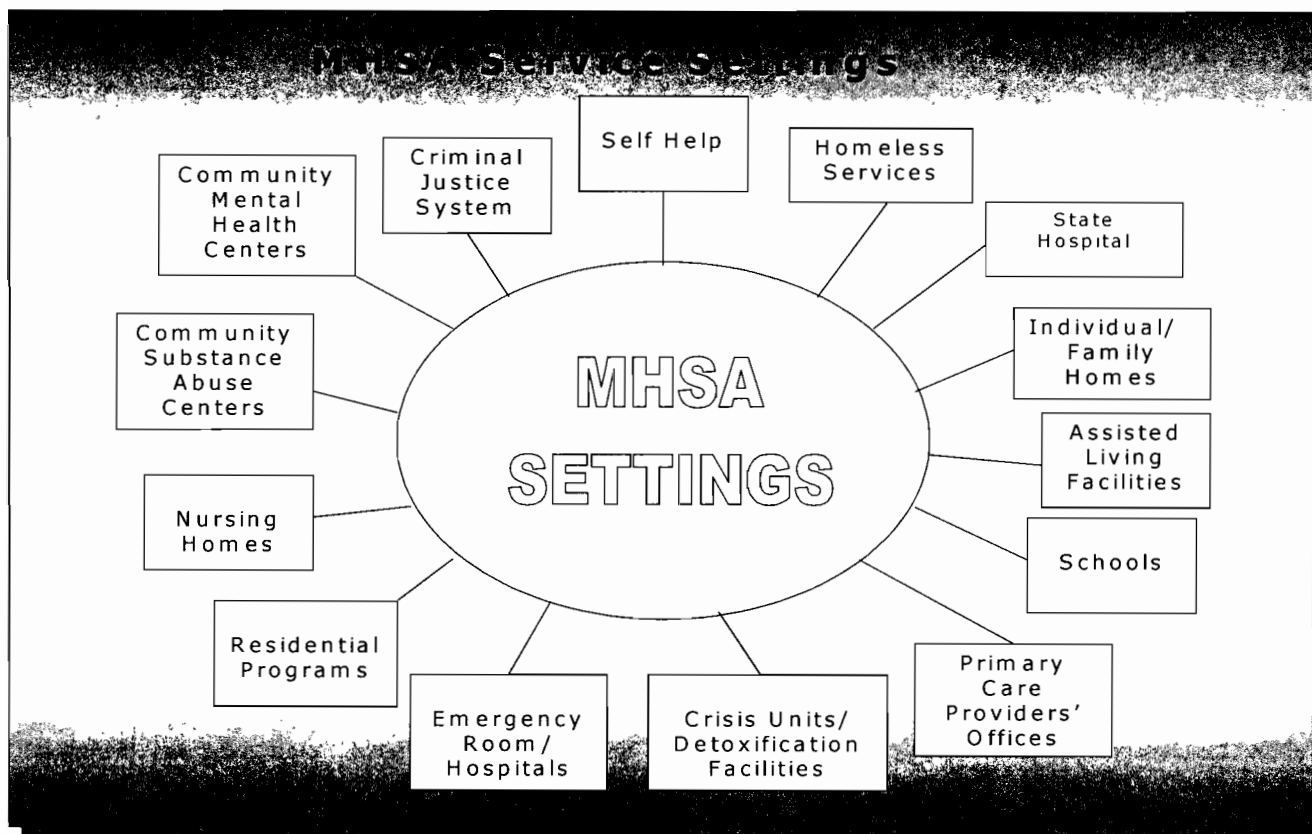 MHSA Service Settings
Self Help
Homeless
Services
Criminal
Justice
System
Community
Mental
Health
Centers
State
Hospital
Individual/
Family
Homes
Community
Substance
Abuse
Centers
MHSA
SETTINGS
Assisted
Living
Facilities
Nursing
Homes
Schools
Residential
Programs
Primary
Care
Providers’
Offices
Emergency
Room/
Hospitals
Crisis Units/
Detoxification
Facilities